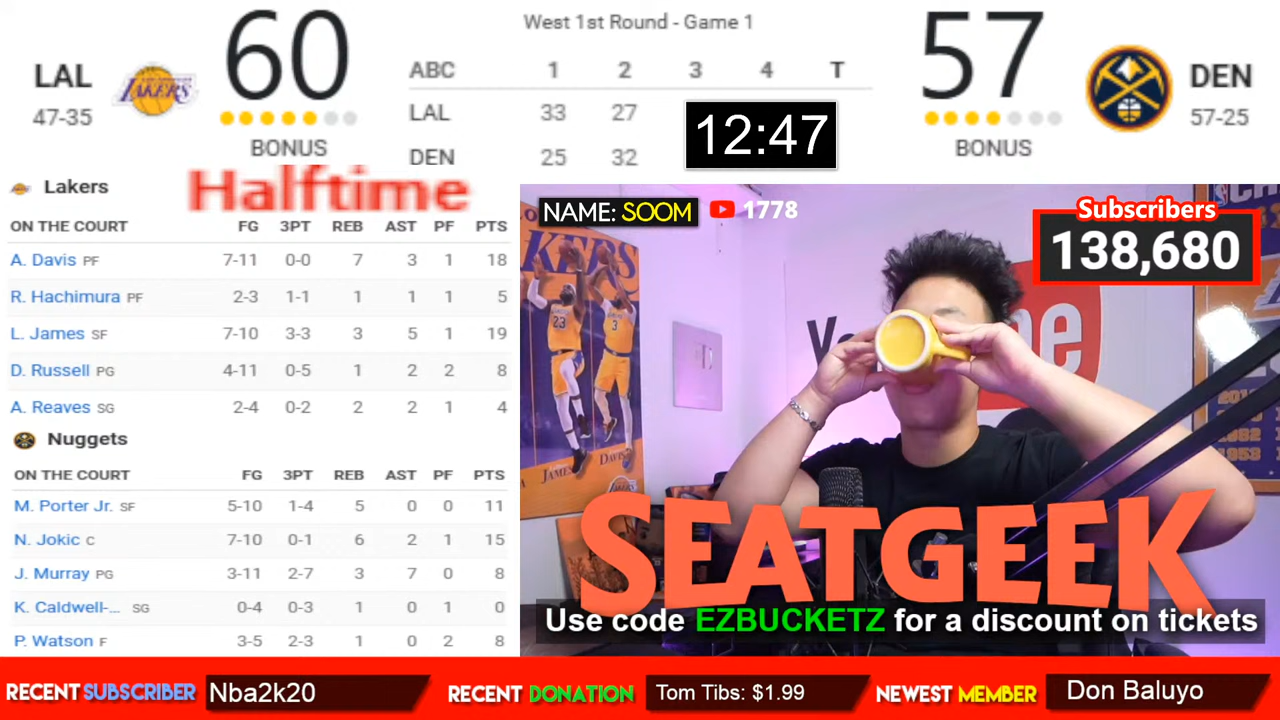 West 1st Round - Game 1
LAL
47-35
LAKERS
60
BONUS
ABC 1 2 3 4 T
LAL 33 27
DEN 25 32
12:47
57
BONUS
DEN
57-25
Halftime
Lakers
ON THE COURT FG 3PT REB AST PF PTS
A. Davis PF 7-11 0-0 7 3 1 18
R. Hachimura PF 2-3 1-1 1 1 1 5
L. James SF 7-10 3-3 3 5 1 19
D. Russell PG 4-11 0-5 1 2 2 8
A. Reaves SG 2-4 0-2 2 2 1 4
Nuggets
ON THE COURT FG 3PT REB AST PF PTS
M. Porter Jr. SF 5-10 1-4 5 0 0 11
N. Jokic C 7-10 0-1 6 2 1 15
J. Murray PG 3-11 2-7 3 7 0 8
K. Caldwell-... SG 0-4 0-3 1 0 1 0
P. Watson F 3-5 2-3 1 0 2 8
NAME: SOOM 1778
Subscribers
138,680
KERS
23
3
JAMES DAVIS
SEATGEEK
Use code EZBUCKETZ for a discount on tickets
RECENT SUBSCRIBER Nba2k20
RECENT DONATION Tom Tibs: $1.99
NEWEST MEMBER Don Baluyo